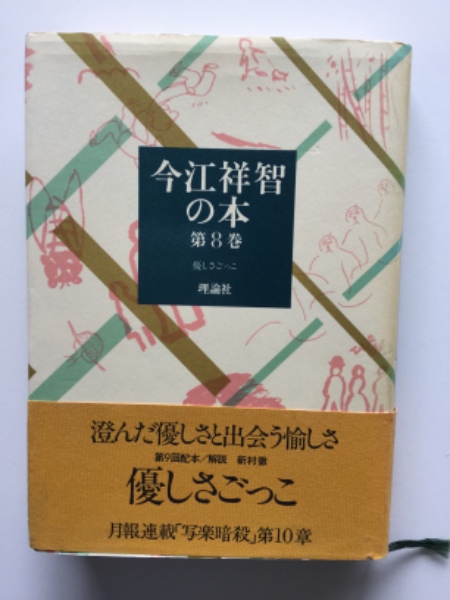 今江祥智
の本
第8巻
優しさごっこ
理論社
澄んだ優しさと出会う愉しさ
第9回配本／解説 新村徹
優しさごっこ
月報連載「写楽暗殺」第10章